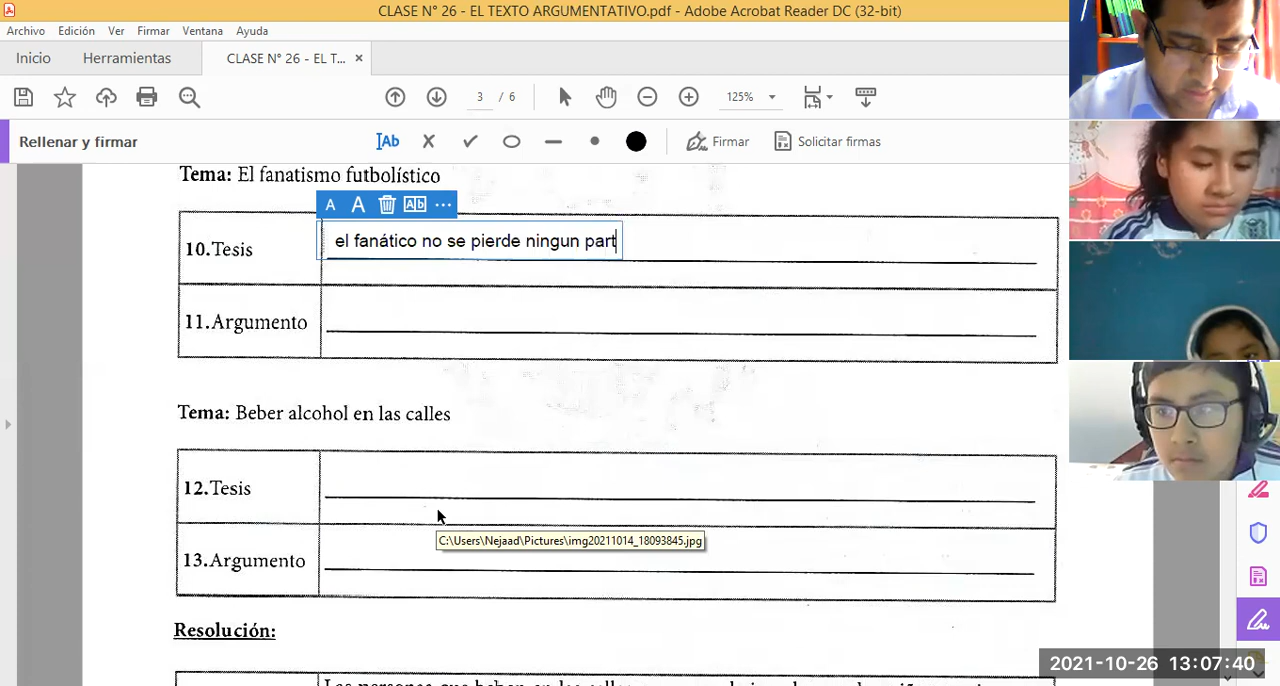 CLASE N° 26 - EL TEXTO ARGUMENTATIVO.pdf - Adobe Acrobat Reader DC (32-bit)
Archivo Edición Ver Firmar Ventana Ayuda
Inicio Herramientas CLASE N° 26 - EL T... ×
3 / 6 125%
Rellenar y firmar Ab Firmar Solicitar firmas
Tema: El fanatismo futbolístico
A A Ab ...
10.Tesis el fanático no se pierde ningun part
11.Argumento
Tema: Beber alcohol en las calles
12.Tesis
C:\Users\Nejaad\Pictures\img20211014_18093845.jpg
13.Argumento
Resolución:
2021-10-26 13:07:40